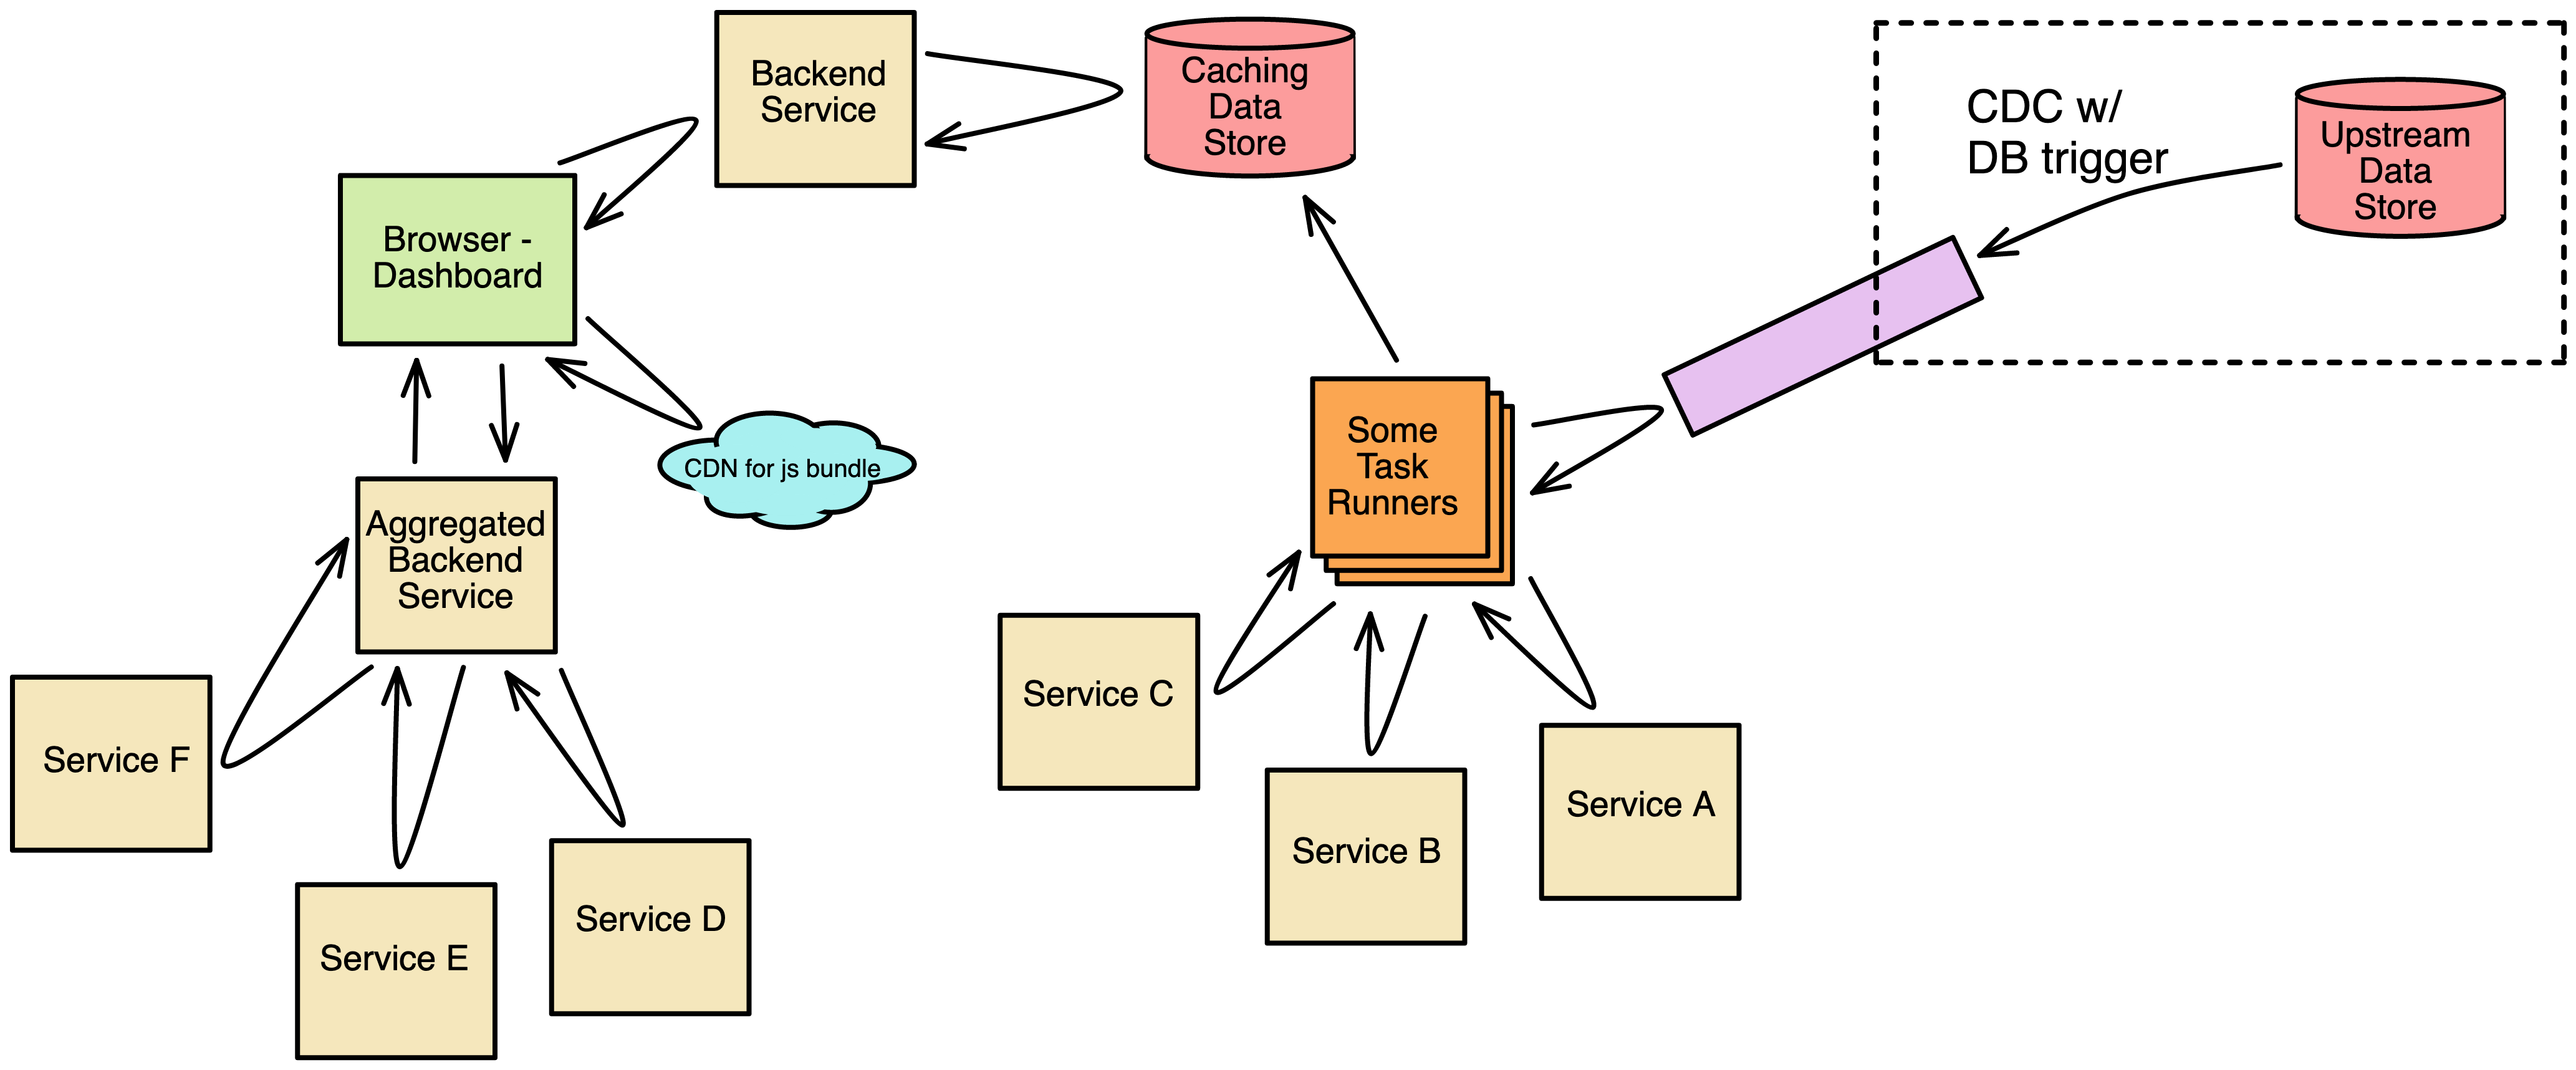 Backend
Service
Caching
Data
Store
CDC w/
DB trigger
Upstream
Data
Store
Browser -
Dashboard
CDN for js bundle
Aggregated
Backend
Service
Some
Task
Runners
Service F
Service E
Service D
Service C
Service B
Service A